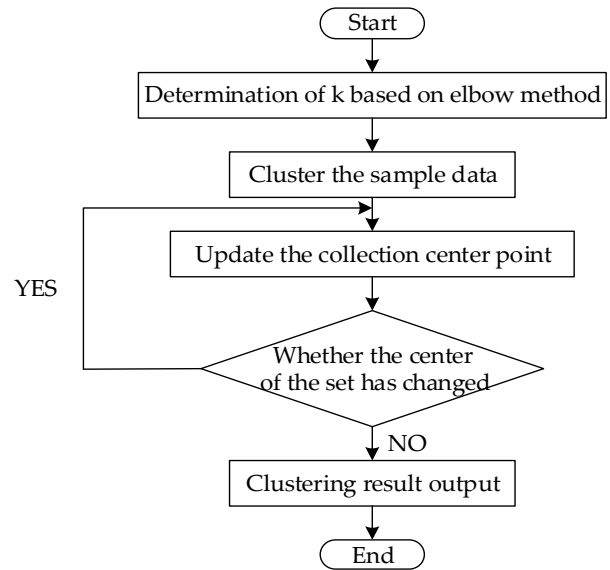 Start
Determination of k based on elbow method
Cluster the sample data
Update the collection center point
YES
Whether the center
of the set has changed
NO
Clustering result output
End